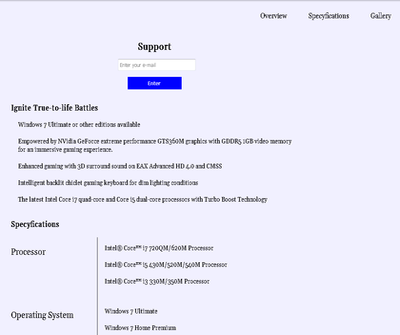 Overview Specyfications Gallery
Support
Enter your e-mail
Enter
Ignite True-to-life Battles
Windows 7 Ultimate or other editions available
Empowered by NVidia GeForce extreme performance GTS360M graphics with GDDR5 1GB video memory
for an immersive gaming experience.
Enhanced gaming with 3D surround sound on EAX Advanced HD 4.0 and CMSS
Intelligent backlit chiclet gaming keyboard for dim lighting conditions
The latest Intel Core i7 quad-core and Core i5 dual-core processors with Turbo Boost Technology
Specyfications
Processor
Intel® Core™ i7 720QM/620M Processor
Intel® Core™ i5 430M/520M/540M Processor
Intel® Core™ i3 330M/350M Processor
Operating System
Windows 7 Ultimate
Windows 7 Home Premium